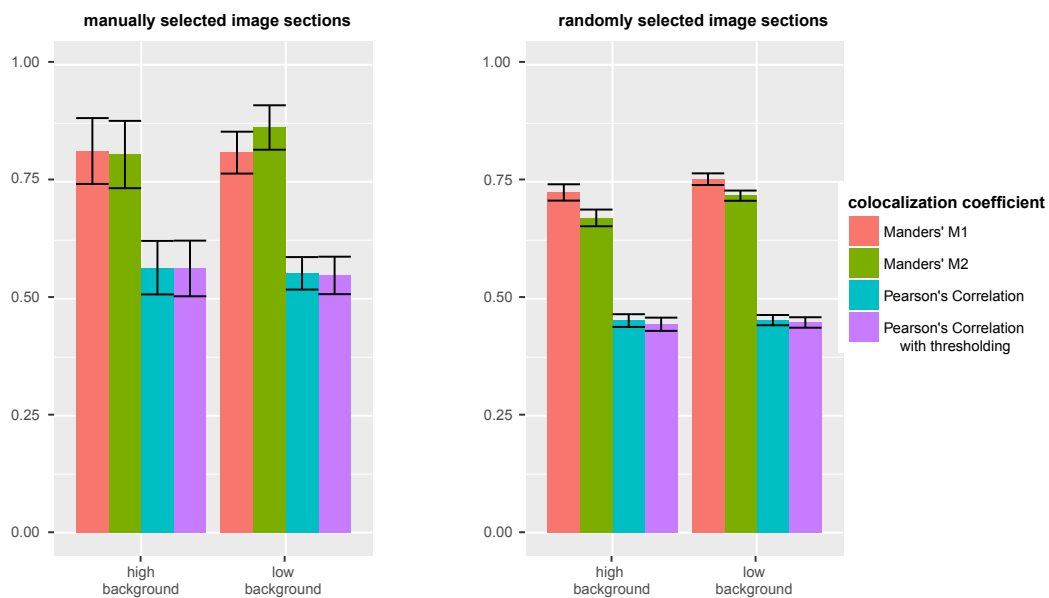 manually selected image sections
1.00
0.75
0.50
0.25
0.00
high
background
low
background
randomly selected image sections
1.00
0.75
0.50
0.25
0.00
high
background
low
background
colocalization coefficient
Manders' M1
Manders' M2
Pearson's Correlation
Pearson's Correlation
with thresholding